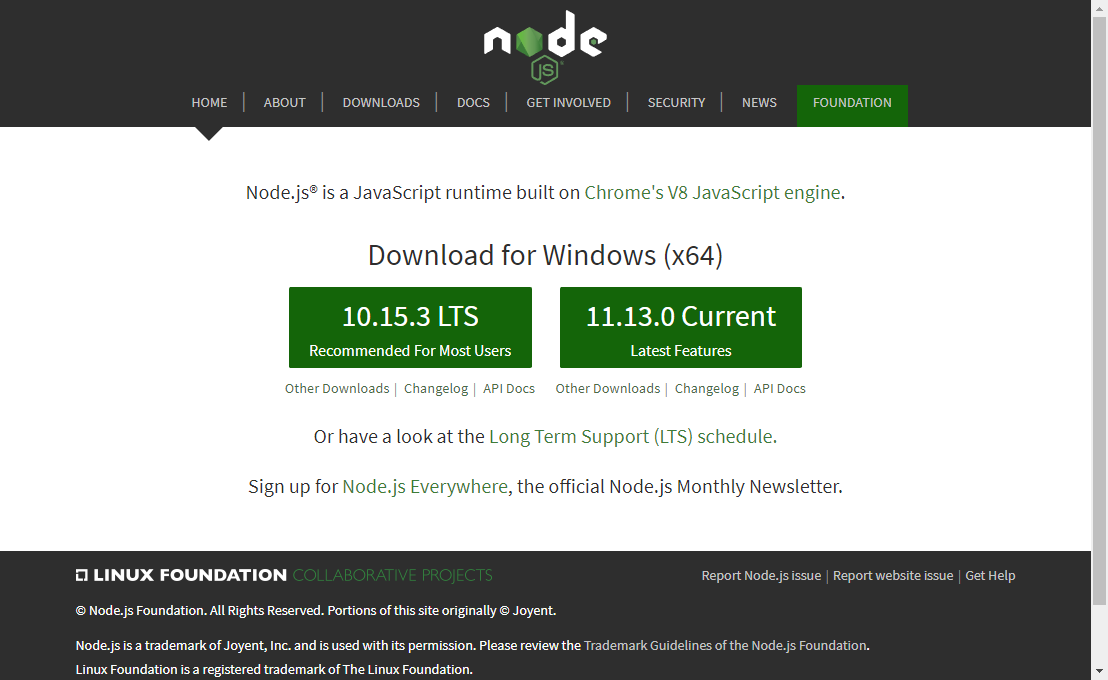 node
JS
HOME | ABOUT | DOWNLOADS | DOCS | GET INVOLVED | SECURITY | NEWS FOUNDATION
Node.js® is a JavaScript runtime built on Chrome's V8 JavaScript engine.
Download for Windows (x64)
10.15.3 LTS
Recommended For Most Users
11.13.0 Current
Latest Features
Other Downloads | Changelog | API Docs
Other Downloads | Changelog | API Docs
Or have a look at the Long Term Support (LTS) schedule.
Sign up for Node.js Everywhere, the official Node.js Monthly Newsletter.
LINUX FOUNDATION COLLABORATIVE PROJECTS
Report Node.js issue | Report website issue | Get Help
© Node.js Foundation. All Rights Reserved. Portions of this site originally © Joyent.
Node.js is a trademark of Joyent, Inc. and is used with its permission. Please review the Trademark Guidelines of the Node.js Foundation.
Linux Foundation is a registered trademark of The Linux Foundation.